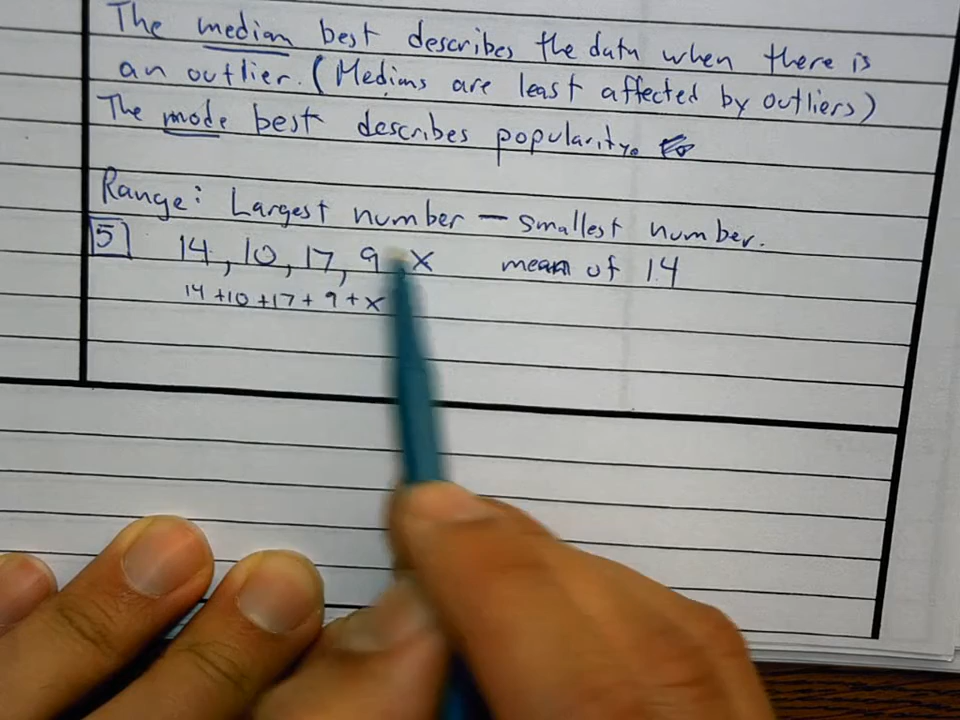 The median best describes the data when there is
an outlier. (Medians are least affected by outliers)
The mode best describes popularity.
Range: Largest number - smallest number.
5 14, 10, 17, 9 x mean of 14
14 + 10 + 17 + 9 + x